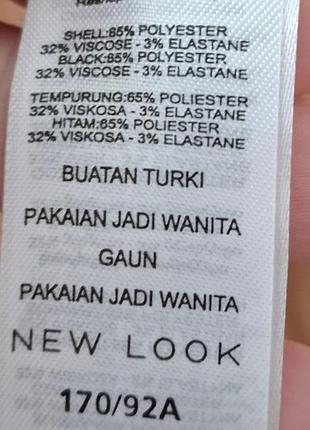 SHELL:65% POLYESTER
32% VISCOSE - 3% ELASTANE
BLACK:65% POLYESTER
32% VISCOSE - 3% ELASTANE
TEMPURUNG:65% POLIESTER
32% VISKOSA - 3% ELASTANE
HITAM:65% POLIESTER
32% VISKOSA - 3% ELASTANE
BUATAN TURKI
PAKAIAN JADI WANITA
GAUN
PAKAIAN JADI WANITA
NEW LOOK
170/92A